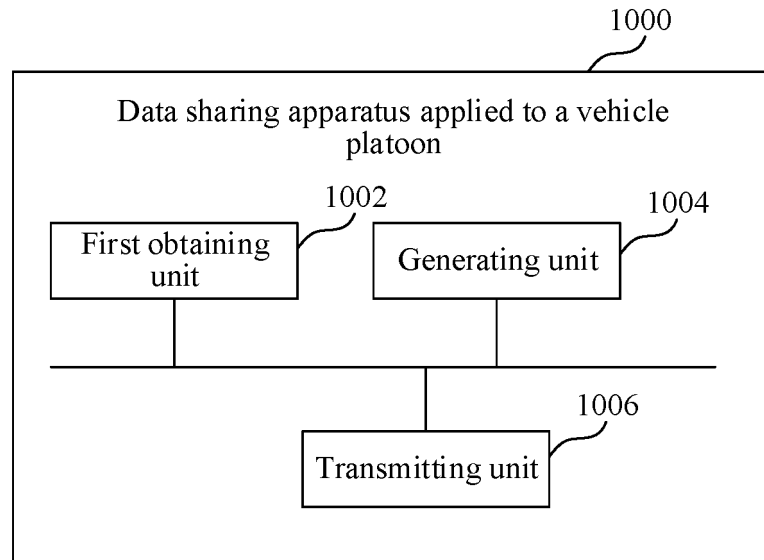 1000
Data sharing apparatus applied to a vehicle
platoon
1002
First obtaining
unit
1004
Generating unit
1006
Transmitting unit